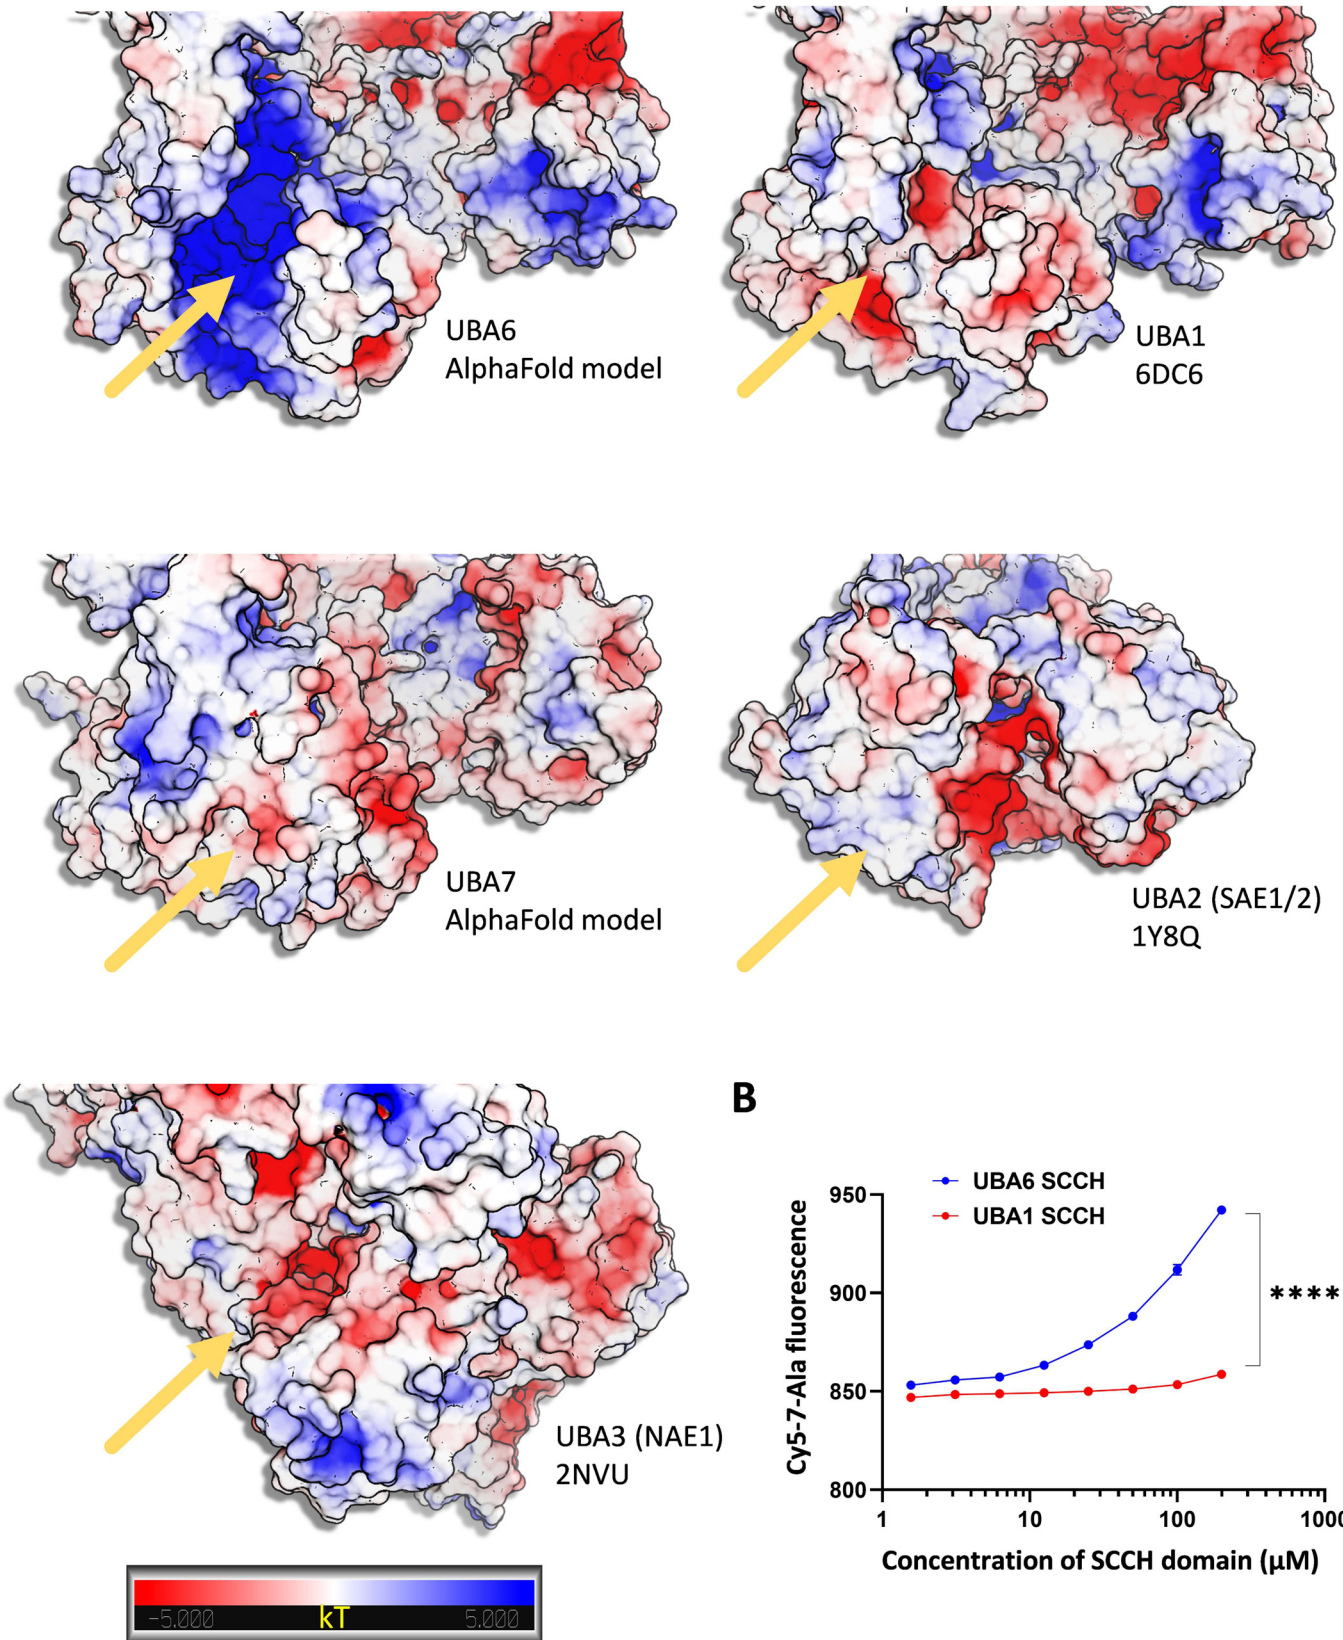 UBA6
AlphaFold model
UBA1
6DC6
UBA7
AlphaFold model
UBA2 (SAE1/2)
1Y8Q
UBA3 (NAE1)
2NVU
-5.000 kT 5.000
B
UBA6 SCCH
UBA1 SCCH
****
Cy5-7-Ala fluorescence
950
900
850
800
1 10 100 1000
Concentration of SCCH domain (μM)